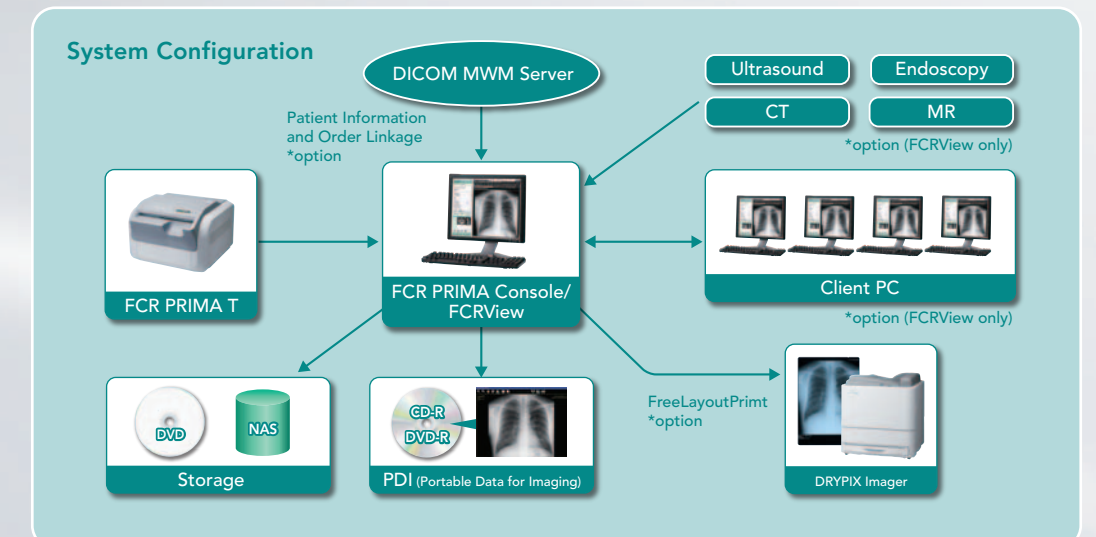 System Configuration
DICOM MWM Server
Ultrasound
Endoscopy
CT
MR
*option (FCRView only)
Patient Information
and Order Linkage
*option
FCR PRIMA T
FCR PRIMA Console/
FCRView
Client PC
*option (FCRView only)
DVD
NAS
Storage
CD-R
DVD-R
PDI (Portable Data for Imaging)
FreeLayoutPrimt
*option
DRYPIX Imager